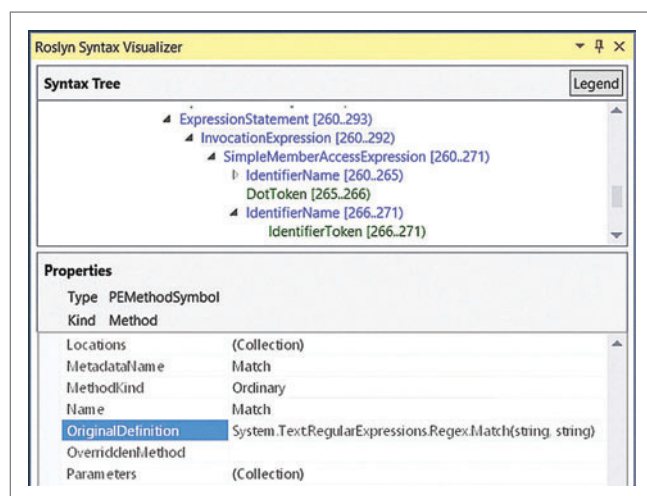 Roslyn Syntax Visualizer
Syntax Tree Legend
ExpressionStatement [260..293)
InvocationExpression [260..292)
SimpleMemberAccessExpression [260..271)
IdentifierName [260..265)
DotToken [265..266)
IdentifierName [266..271)
IdentifierToken [266..271)
Properties
Type PEMethodSymbol
Kind Method
Locations (Collection)
MetadataName Match
MethodKind Ordinary
Name Match
OriginalDefinition System.Text.RegularExpressions.Regex.Match(string, string)
OverriddenMethod
Parameters (Collection)